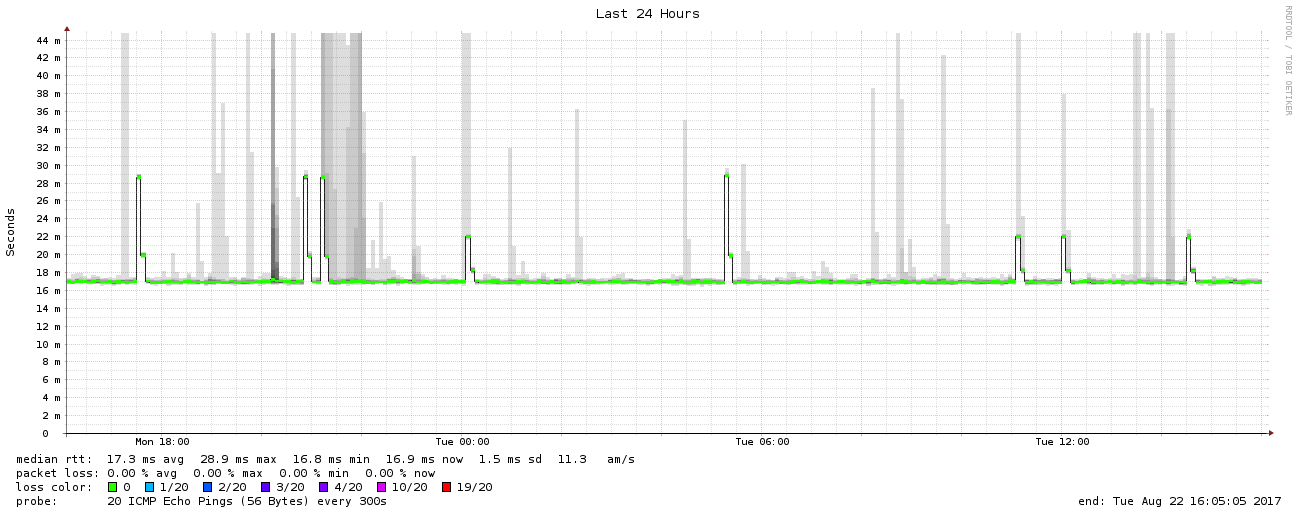 Last 24 Hours
RRDTOOL / TOBI OETIKER
Seconds
44 m
42 m
40 m
38 m
36 m
34 m
32 m
30 m
28 m
26 m
24 m
22 m
20 m
18 m
16 m
14 m
12 m
10 m
8 m
6 m
4 m
2 m
0
Mon 18:00 Tue 00:00 Tue 06:00 Tue 12:00
median rtt: 17.3 ms avg 28.9 ms max 16.8 ms min 16.9 ms now 1.5 ms sd 11.3 am/s
packet loss: 0.00 % avg 0.00 % max 0.00 % min 0.00 % now
loss color: 0 1/20 2/20 3/20 4/20 10/20 19/20
probe: 20 ICMP Echo Pings (56 Bytes) every 300s end: Tue Aug 22 16:05:05 2017